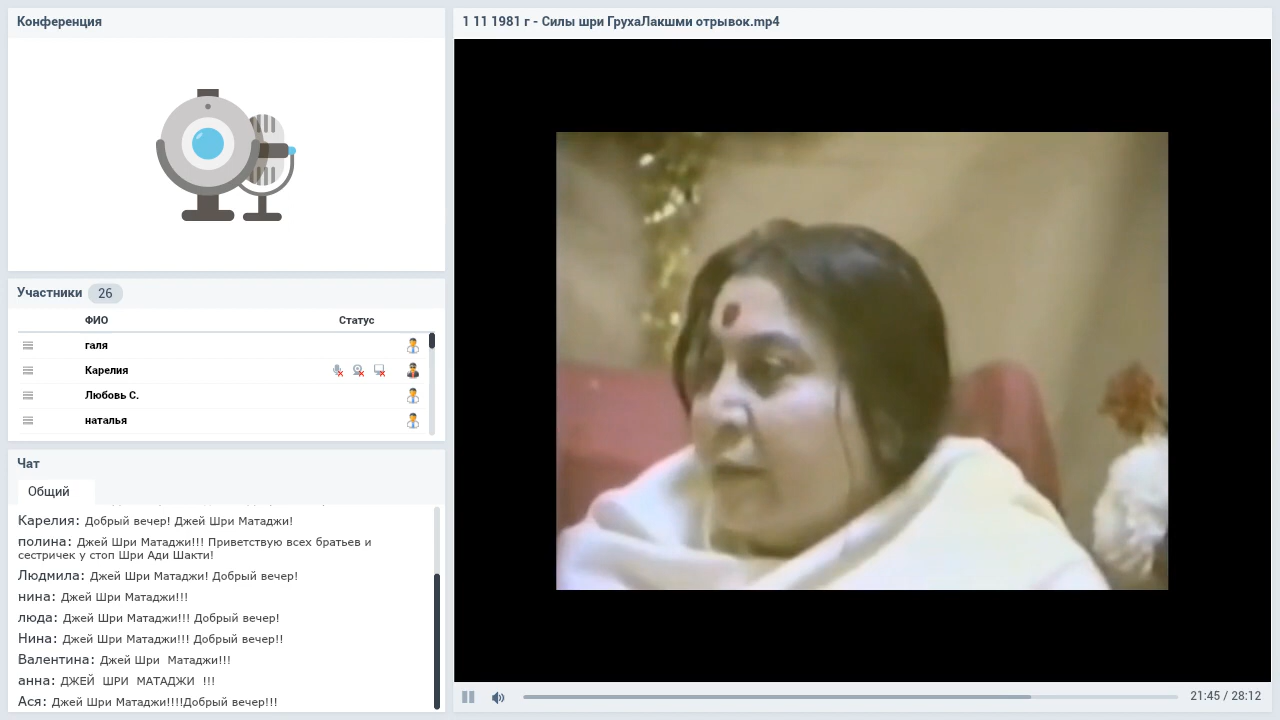 Конференция
1 11 1981 г - Силы шри ГрухаЛакшми отрывок.mp4
Участники 26
ФИО Статус
галя
Карелия
Любовь С.
наталья
Чат
Общий
Карелия: Добрый вечер! Джей Шри Матаджи!
полина: Джей Шри Матаджи!!! Приветствую всех братьев и
сестричек у стоп Шри Ади Шакти!
Людмила: Джей Шри Матаджи! Добрый вечер!
нина: Джей Шри Матаджи!!!
люда: Джей Шри Матаджи!!! Добрый вечер!
Нина: Джей Шри Матаджи!!! Добрый вечер!!
Валентина: Джей Шри  Матаджи!!!
анна: ДЖЕЙ  ШРИ  МАТАДЖИ  !!!
Ася: Джей Шри Матаджи!!!!Добрый вечер!!!
21:45 / 28:12